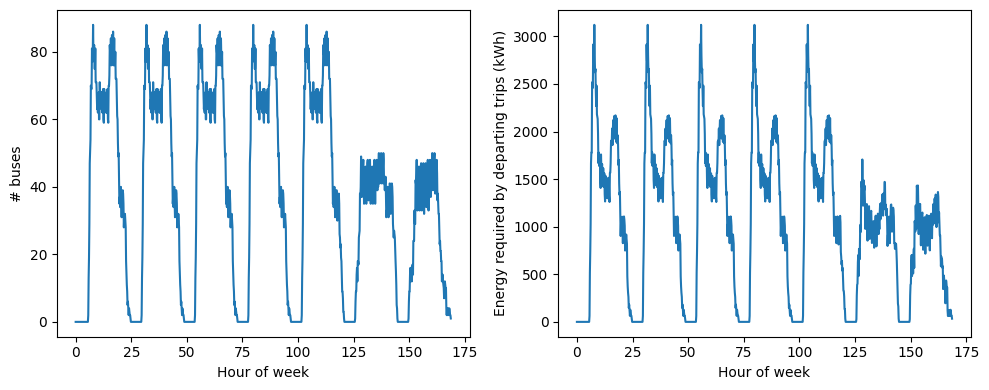 # buses
80
60
40
20
0
0 25 50 75 100 125 150 175
Hour of week
Energy required by departing trips (kWh)
3000
2500
2000
1500
1000
500
0
0 25 50 75 100 125 150 175
Hour of week